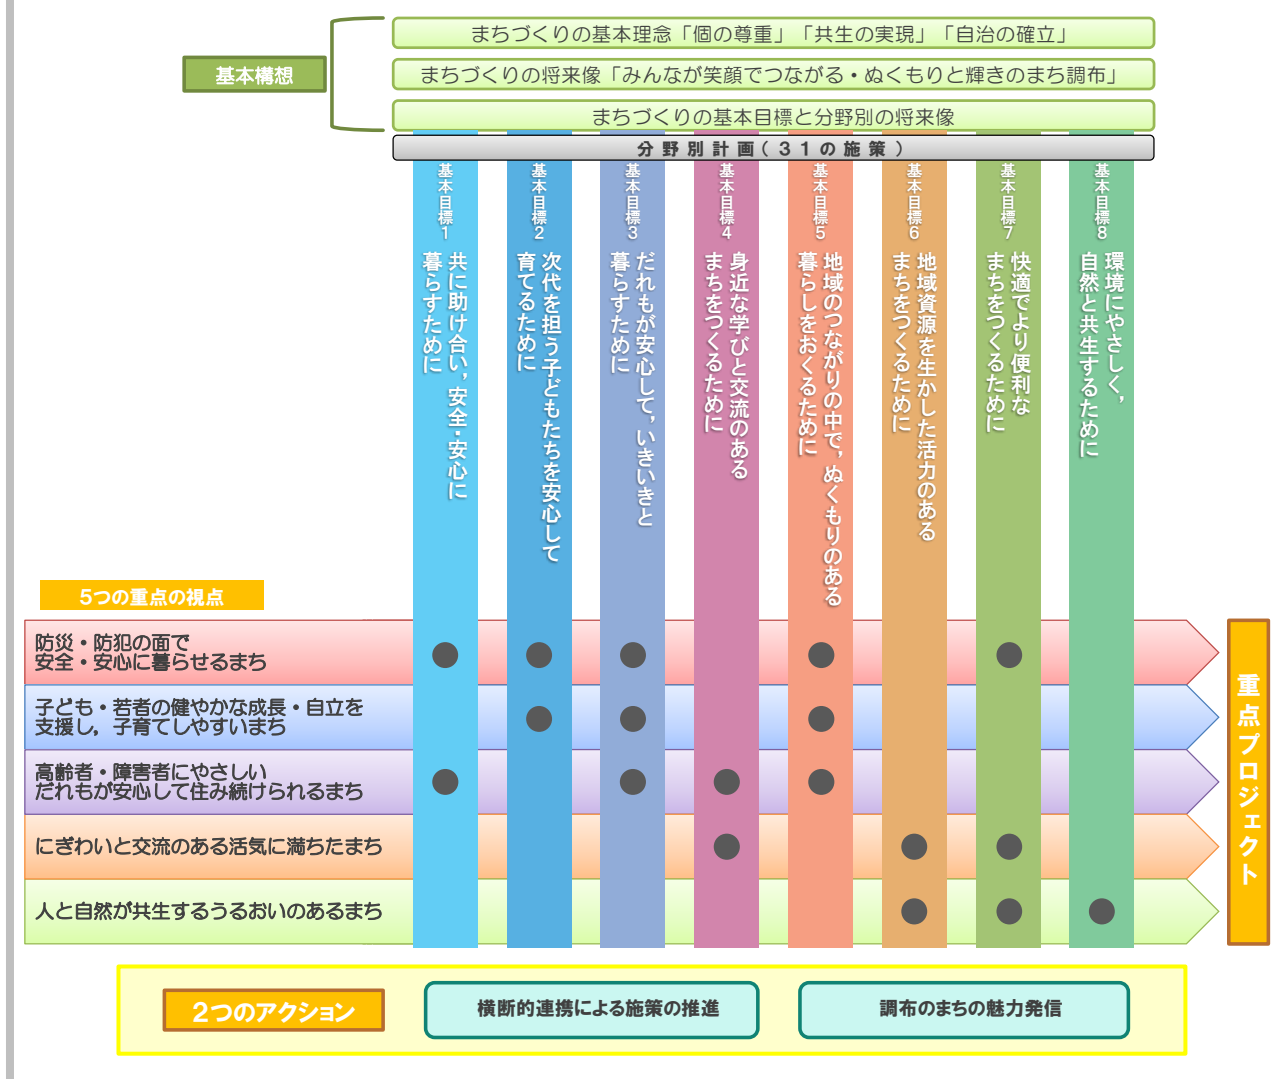 まちづくりの基本理念「個の尊重」「共生の実現」「自治の確立」
基本構想
まちづくりの将来像「みんなが笑顔でつながる・ぬくもりと輝きのまち調布」
まちづくりの基本目標と分野別の将来像
分野別計画(31の施策)
基本目標1
共に助け合い,安全・安心に
暮らすために
基本目標2
次代を担う子どもたちを安心して
育てるために
基本目標3
だれもが安心して,いきいきと
暮らすために
基本目標4
身近な学びと交流のある
まちをつくるために
基本目標5
地域のつながりの中で,ぬくもりのある
暮らしをおくるために
基本目標6
地域資源を生かした活力のある
まちをつくるために
基本目標7
快適でより便利な
まちをつくるために
基本目標8
環境にやさしく,
自然と共生するために
5つの重点の視点
防災・防犯の面で
安全・安心に暮らせるまち
子ども・若者の健やかな成長・自立を
支援し,子育てしやすいまち
高齢者・障害者にやさしい
だれもが安心して住み続けられるまち
にぎわいと交流のある活気に満ちたまち
人と自然が共生するうるおいのあるまち
重点プロジェクト
2つのアクション
横断的連携による施策の推進
調布のまちの魅力発信